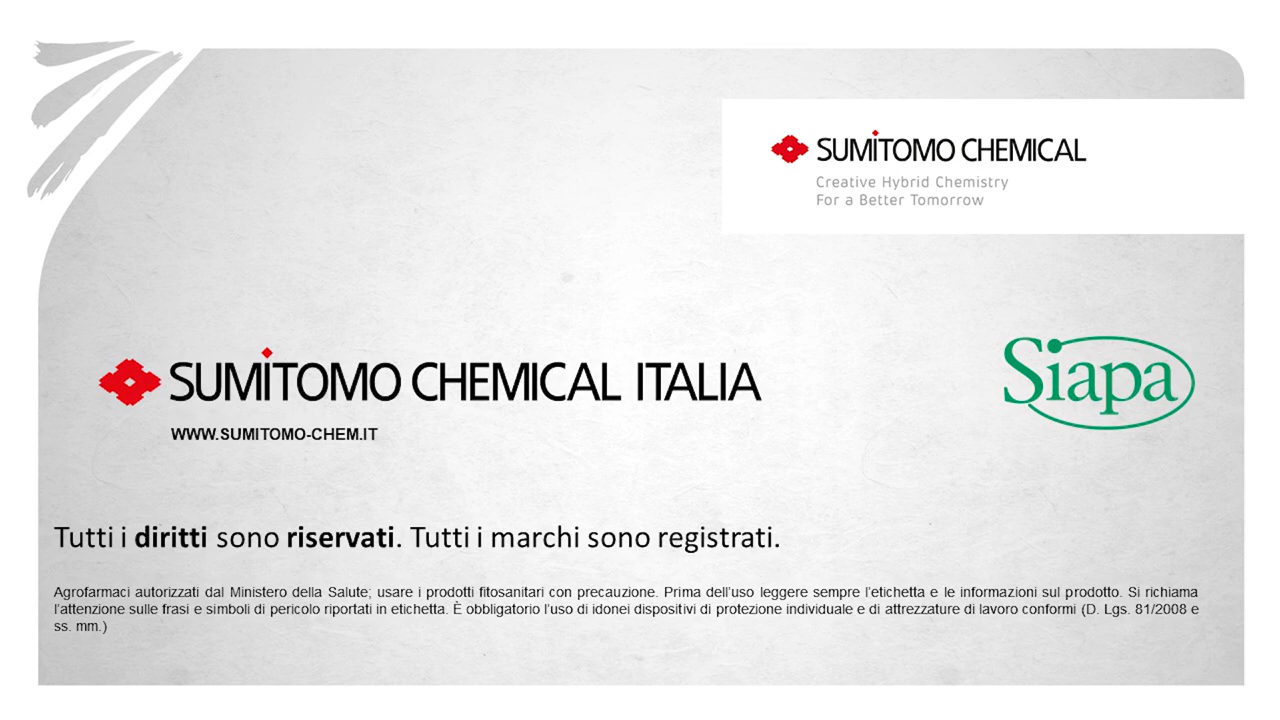 SUMITOMO CHEMICAL
Creative Hybrid Chemistry
For a Better Tomorrow
SUMITOMO CHEMICAL ITALIA
Siapa
WWW.SUMITOMO-CHEM.IT
Tutti i diritti sono riservati. Tutti i marchi sono registrati.
Agrofarmaci autorizzati dal Ministero della Salute; usare i prodotti fitosanitari con precauzione. Prima dell’uso leggere sempre l’etichetta e le informazioni sul prodotto. Si richiama
l’attenzione sulle frasi e simboli di pericolo riportati in etichetta. È obbligatorio l’uso di idonei dispositivi di protezione individuale e di attrezzature di lavoro conformi (D. Lgs. 81/2008 e
ss. mm.)